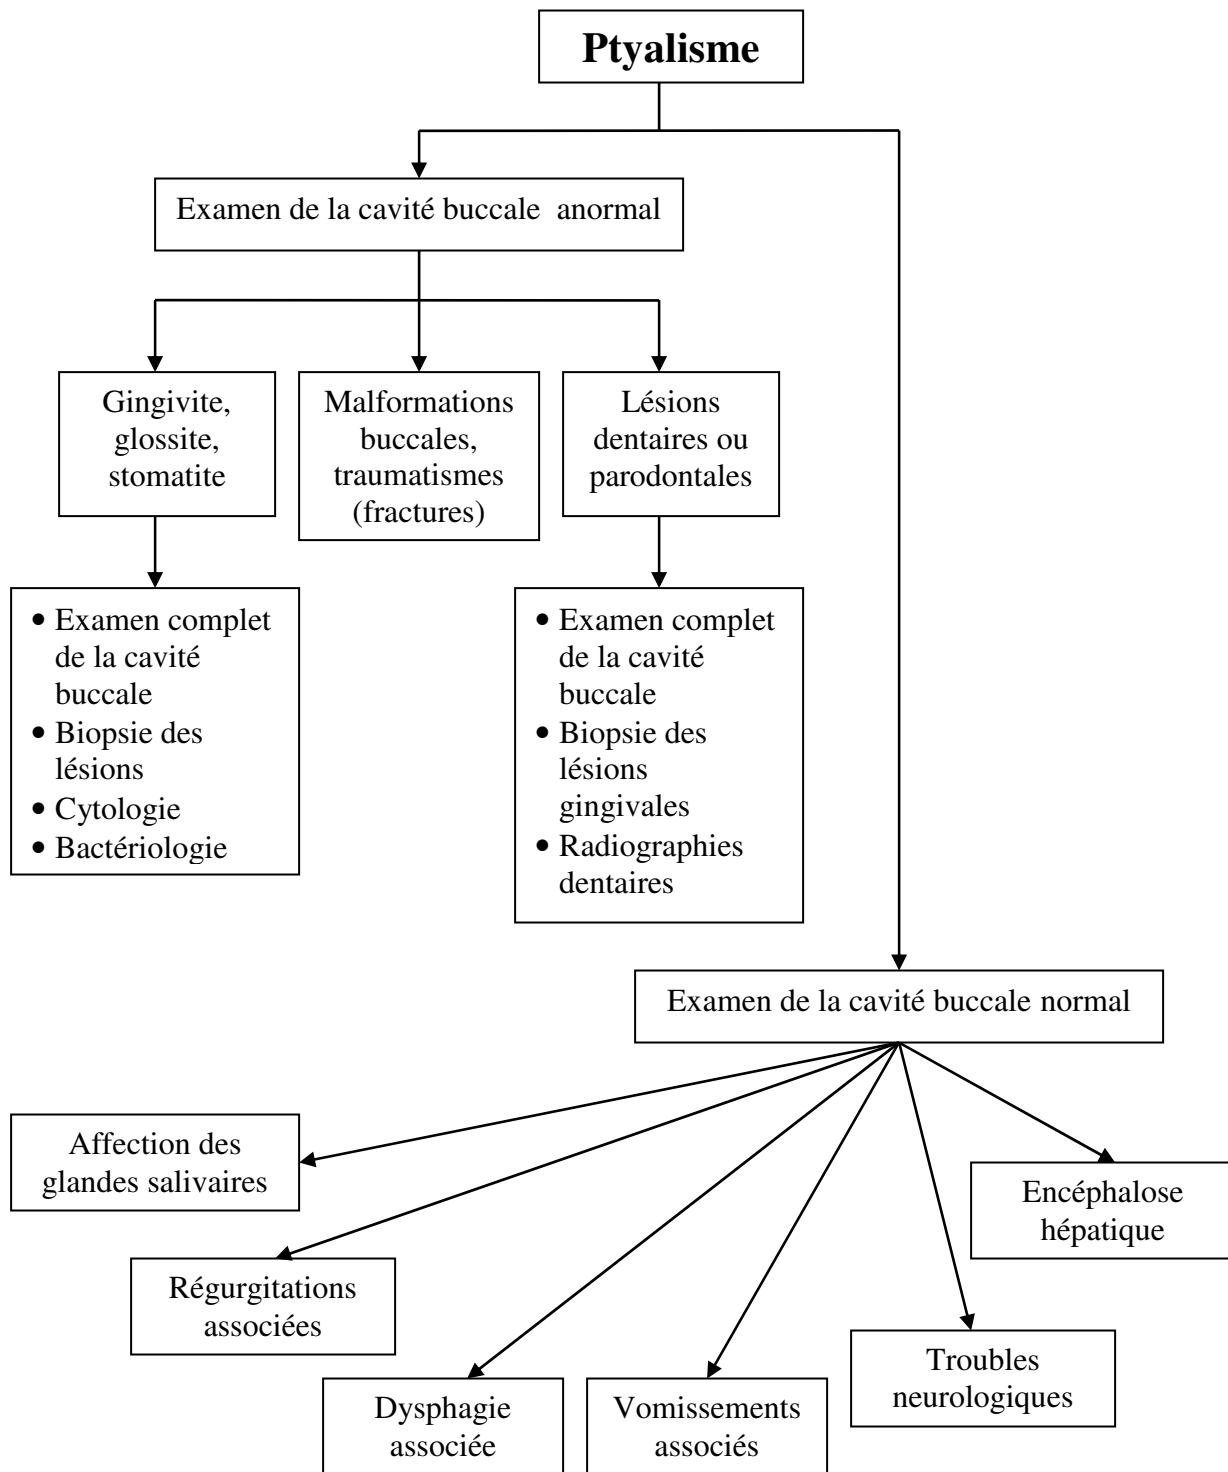 Ptyalisme
Examen de la cavité buccale  anormal
Gingivite,
glossite,
stomatite
Malformations
buccales,
traumatismes
(fractures)
Lésions
dentaires ou
parodontales
• Examen complet
de la cavité
buccale
• Biopsie des
lésions
• Cytologie
• Bactériologie
• Examen complet
de la cavité
buccale
• Biopsie des
lésions
gingivales
• Radiographies
dentaires
Examen de la cavité buccale normal
Affection des
glandes salivaires
Régurgitations
associées
Dysphagie
associée
Vomissements
associés
Troubles
neurologiques
Encéphalose
hépatique